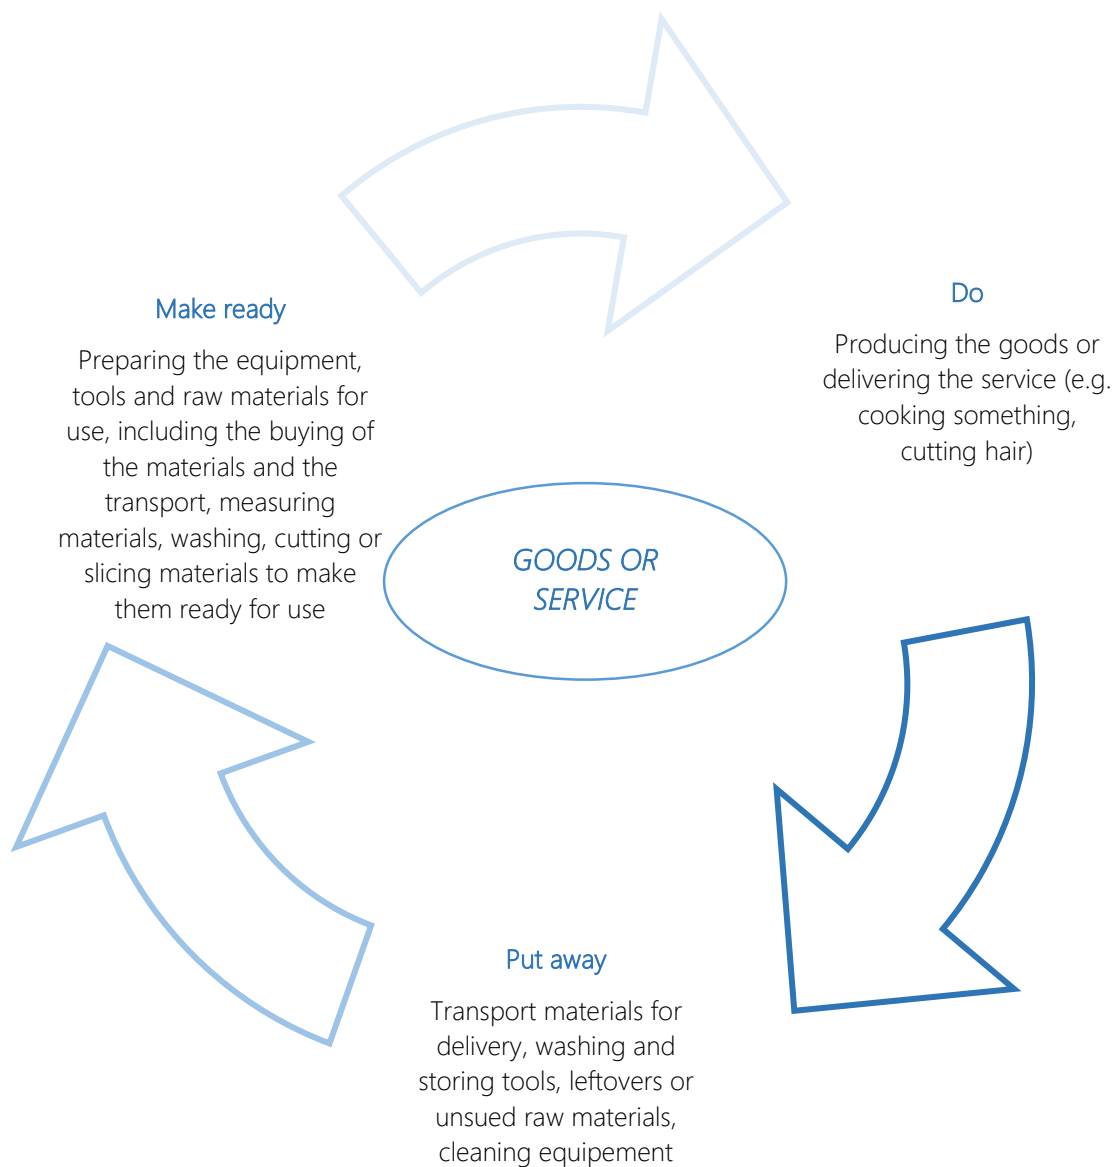 Make ready
Preparing the equipment,
tools and raw materials for
use, including the buying of
the materials and the
transport, measuring
materials, washing, cutting or
slicing materials to make
them ready for use
Do
Producing the goods or
delivering the service (e.g.
cooking something,
cutting hair)
GOODS OR
SERVICE
Put away
Transport materials for
delivery, washing and
storing tools, leftovers or
unsued raw materials,
cleaning equipement